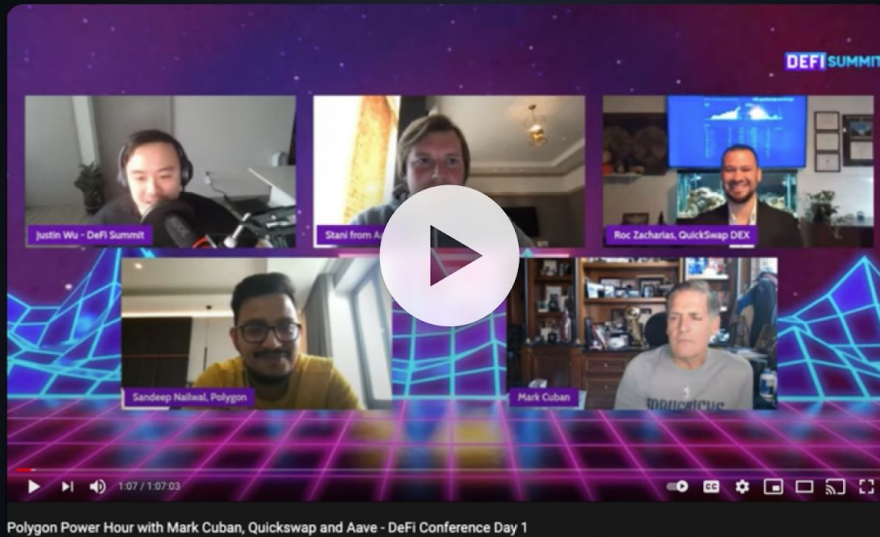 DEFI SUMMIT
Justin Wu - DeFi Summit
Stani from
Roc Zacharias, QuickSwap DEX
Sandeep Nailwal, Polygon
Mark Cuban
1:07 / 1:07:03
CC
Polygon Power Hour with Mark Cuban, Quickswap and Aave - DeFi Conference Day 1